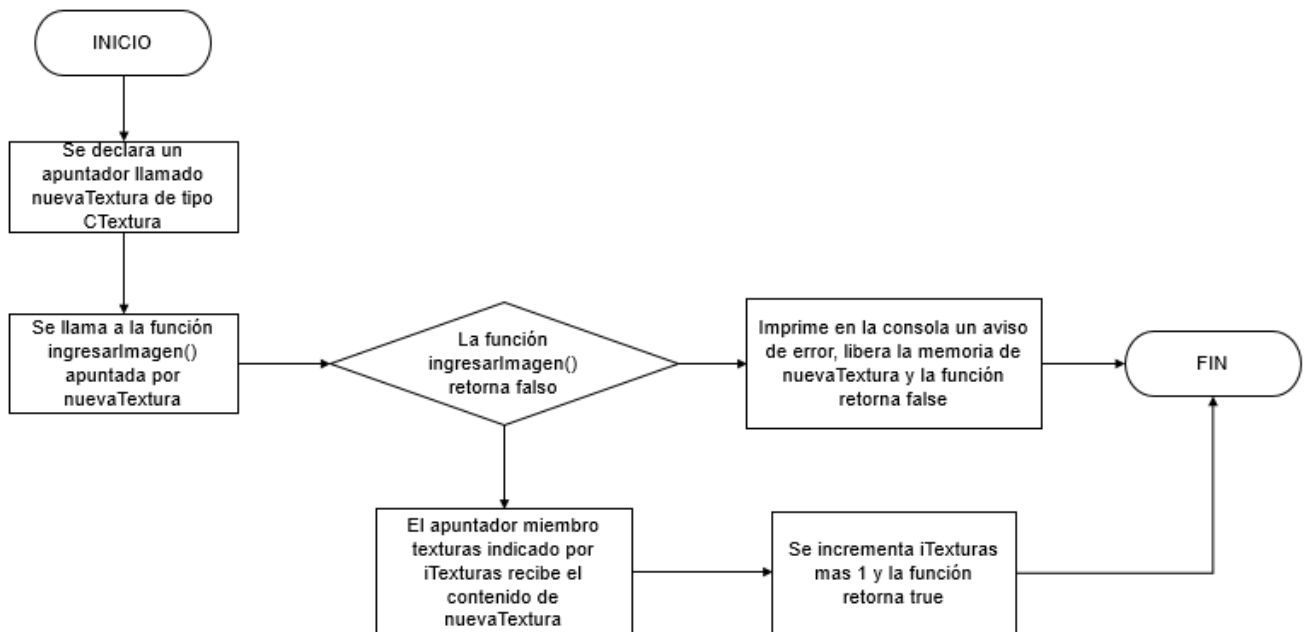 INICIO
Se declara un
apuntador llamado
nuevaTextura de tipo
CTextura
Se llama a la función
ingresarImagen()
apuntada por
nuevaTextura
La función
ingresarImagen()
retorna falso
Imprime en la consola un aviso
de error, libera la memoria de
nuevaTextura y la función
retorna false
FIN
El apuntador miembro
texturas indicado por
iTexturas recibe el
contenido de
nuevaTextura
Se incrementa iTexturas
mas 1 y la función
retorna true